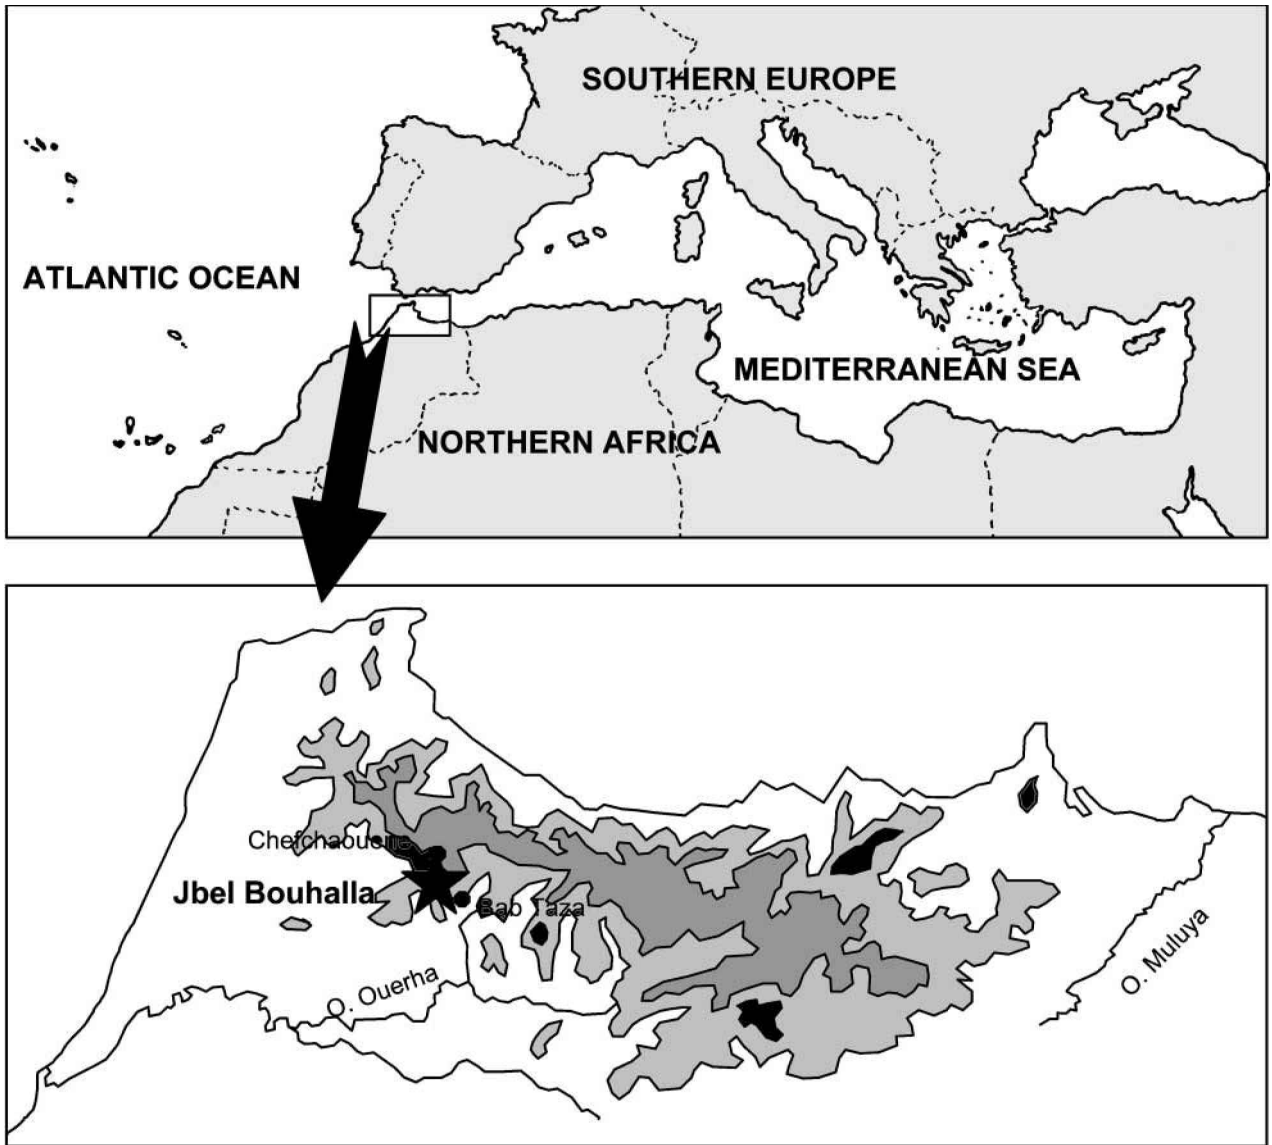 SOUTHERN EUROPE
ATLANTIC OCEAN
MEDITERRANEAN SEA
NORTHERN AFRICA
Chefchaouene
Jbel Bouhalla
Bab Taza
O. Ouerha
O. Muluya